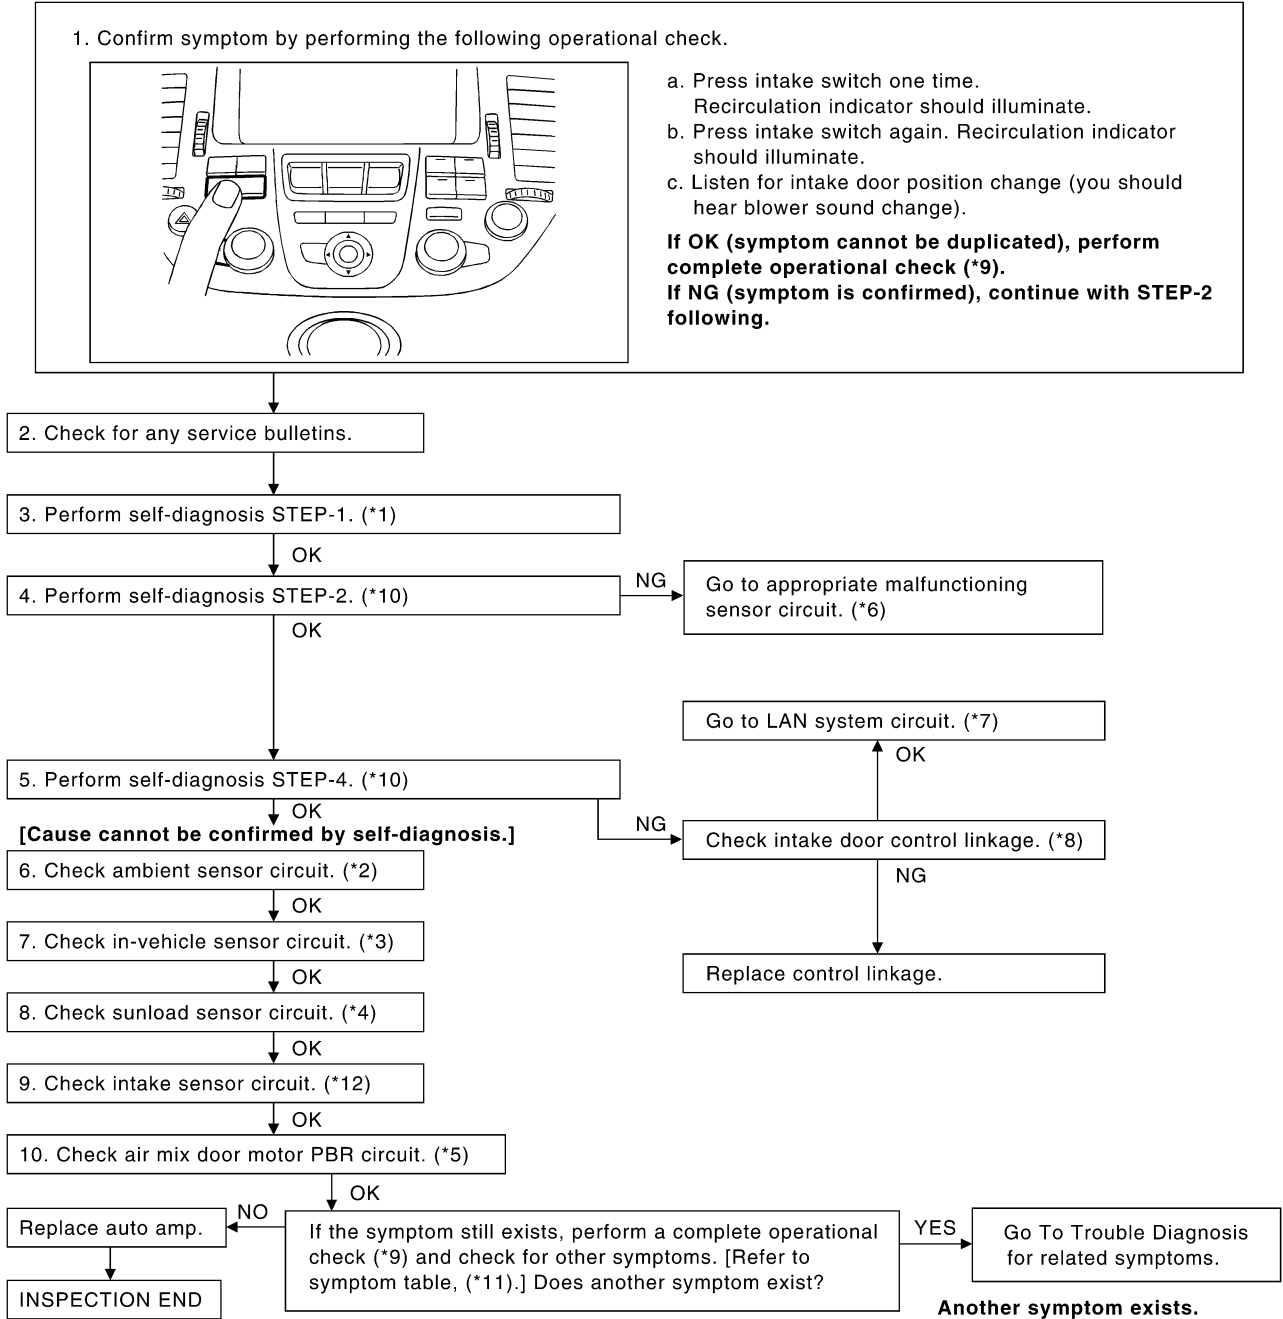 1. Confirm symptom by performing the following operational check.
a. Press intake switch one time.
Recirculation indicator should illuminate.
b. Press intake switch again. Recirculation indicator
should illuminate.
c. Listen for intake door position change (you should
hear blower sound change).
If OK (symptom cannot be duplicated), perform
complete operational check (*9).
If NG (symptom is confirmed), continue with STEP-2
following.
2. Check for any service bulletins.
3. Perform self-diagnosis STEP-1. (*1)
OK
4. Perform self-diagnosis STEP-2. (*10)
NG
Go to appropriate malfunctioning
sensor circuit. (*6)
OK
Go to LAN system circuit. (*7)
OK
5. Perform self-diagnosis STEP-4. (*10)
OK
NG
Check intake door control linkage. (*8)
NG
Replace control linkage.
[Cause cannot be confirmed by self-diagnosis.]
6. Check ambient sensor circuit. (*2)
OK
7. Check in-vehicle sensor circuit. (*3)
OK
8. Check sunload sensor circuit. (*4)
OK
9. Check intake sensor circuit. (*12)
OK
10. Check air mix door motor PBR circuit. (*5)
OK
If the symptom still exists, perform a complete operational
check (*9) and check for other symptoms. [Refer to
symptom table, (*11).] Does another symptom exist?
NO
Replace auto amp.
INSPECTION END
YES
Go To Trouble Diagnosis
for related symptoms.
Another symptom exists.